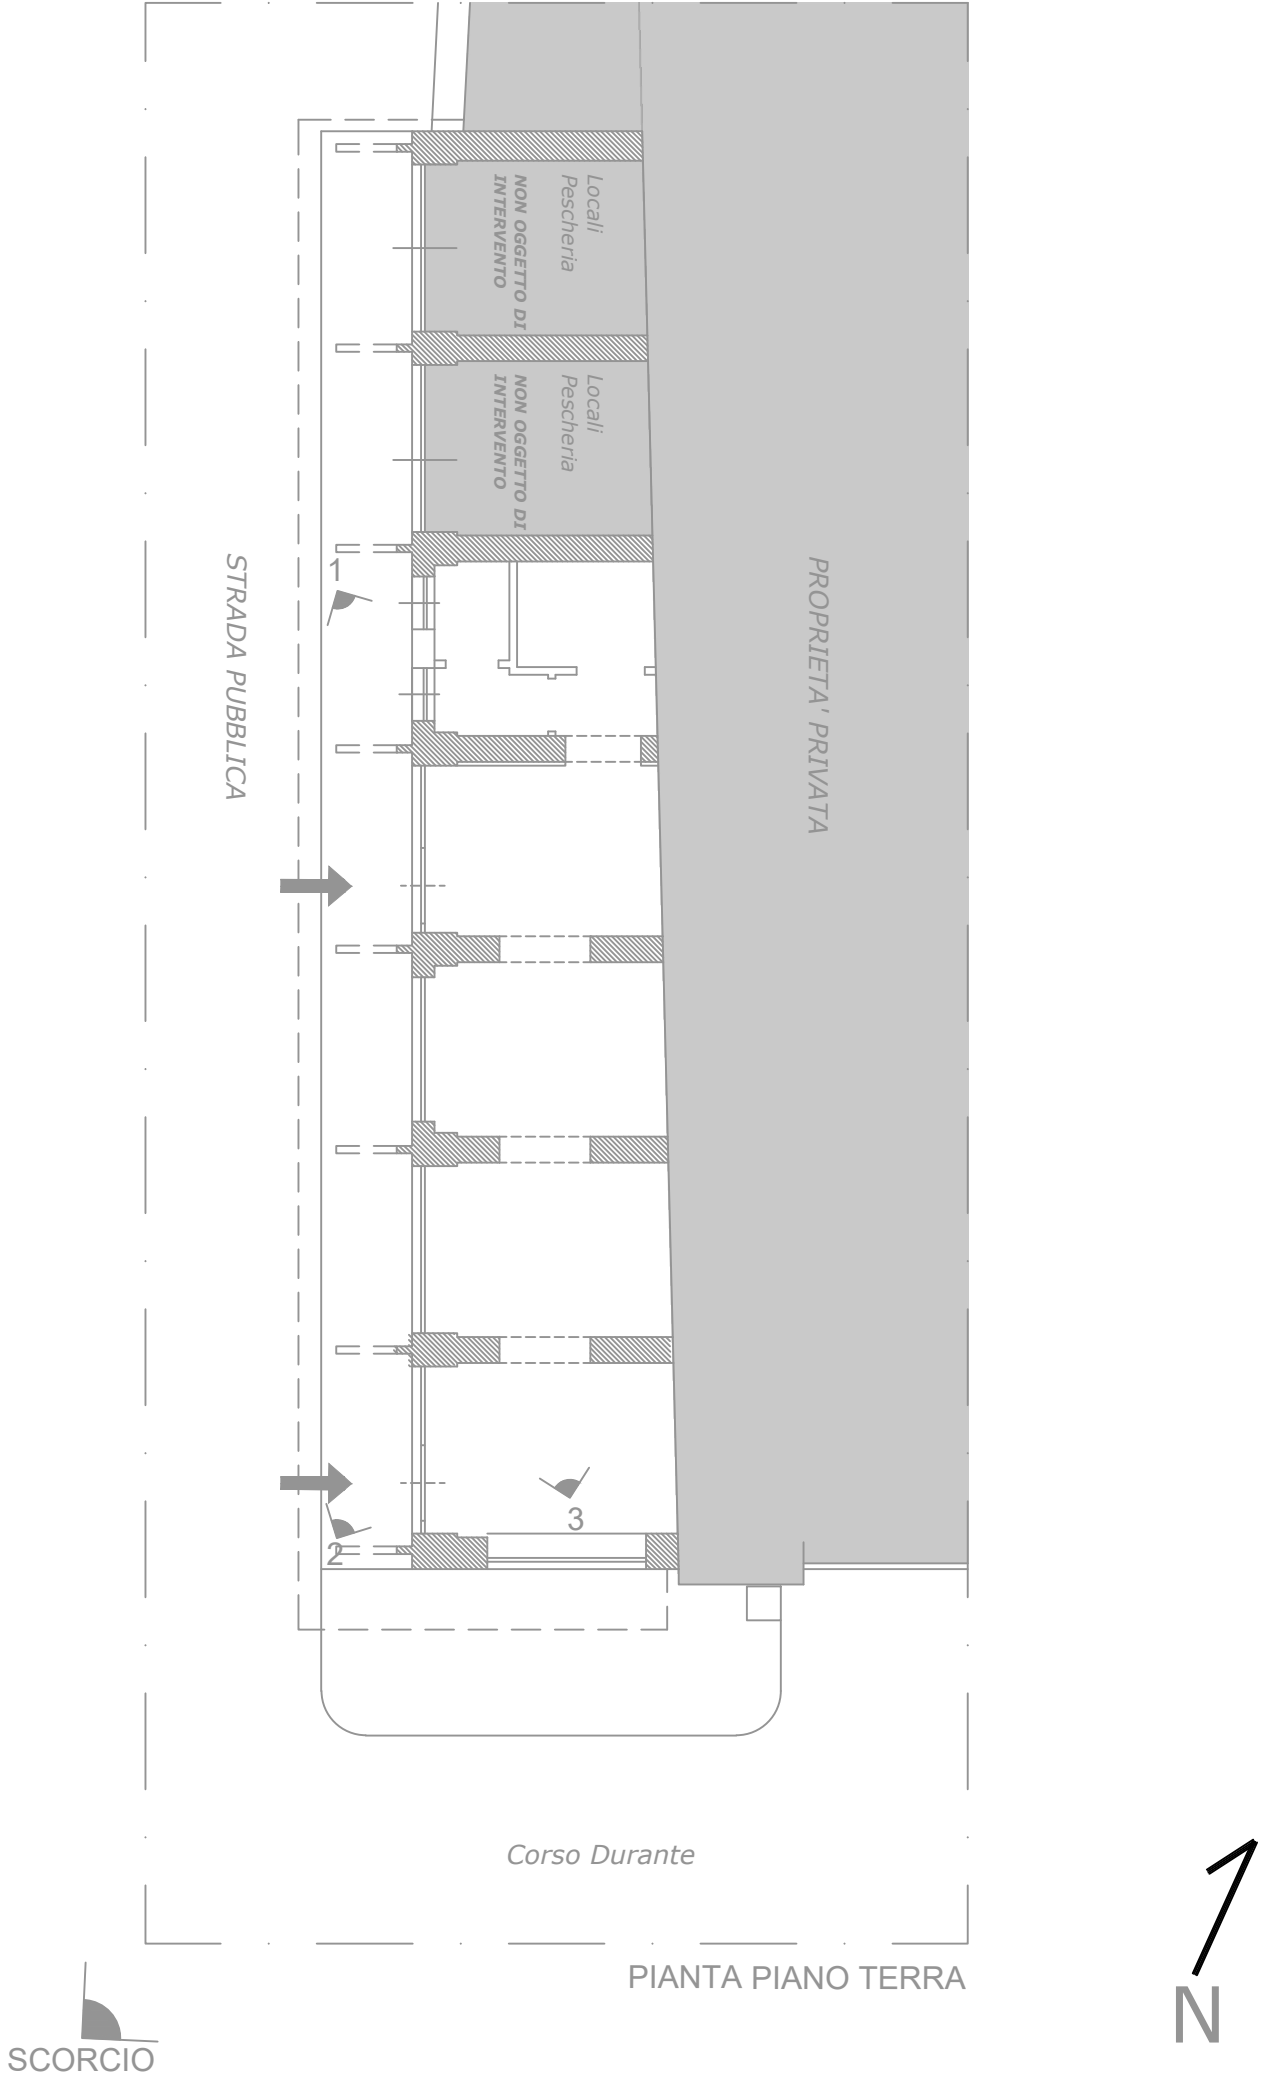 Locali
Pescheria
NON OGGETTO DI
INTERVENTO
Locali
Pescheria
NON OGGETTO DI
INTERVENTO
1
STRADA PUBBLICA
PROPRIETA' PRIVATA
3
2
Corso Durante
PIANTA PIANO TERRA
N
SCORCIO